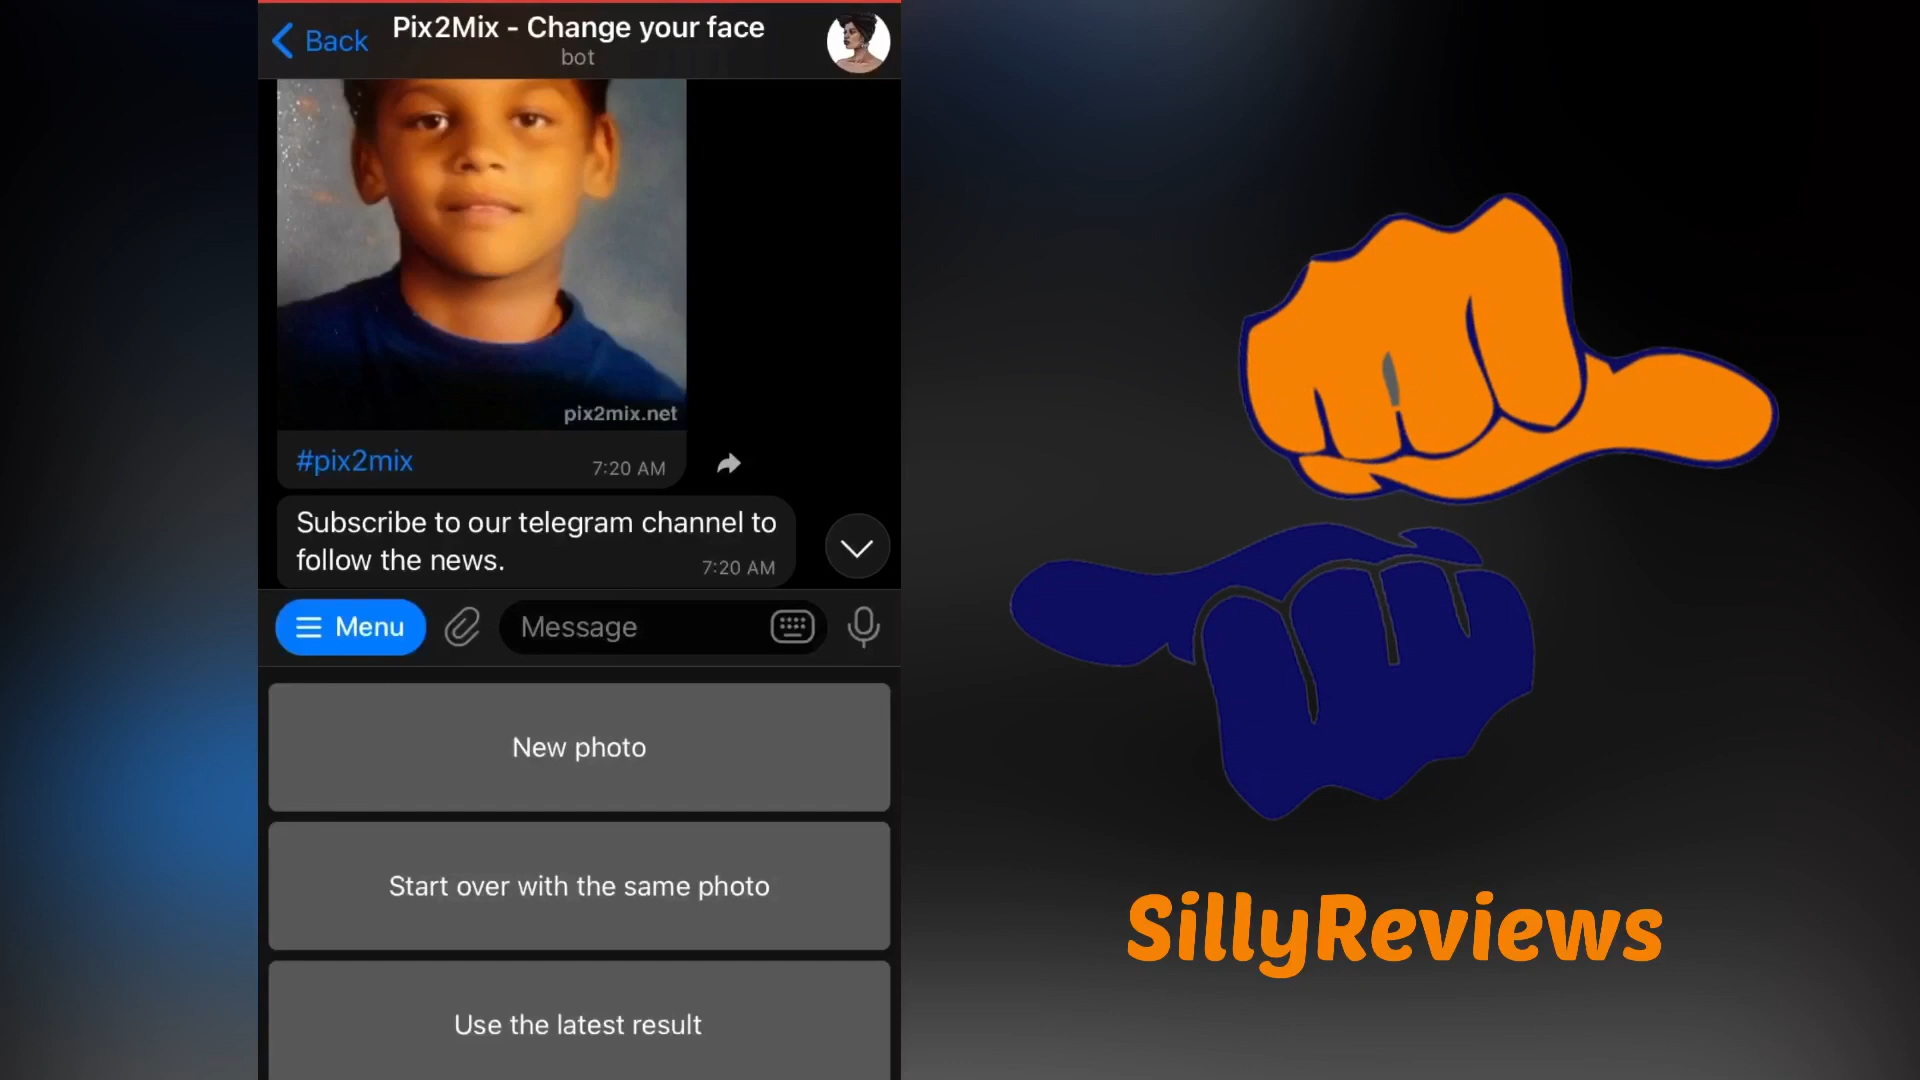 Back
Pix2Mix - Change your face
bot
pix2mix.net
#pix2mix
7:20 AM
Subscribe to our telegram channel to
follow the news.
7:20 AM
Menu
Message
New photo
Start over with the same photo
Use the latest result
SillyReviews